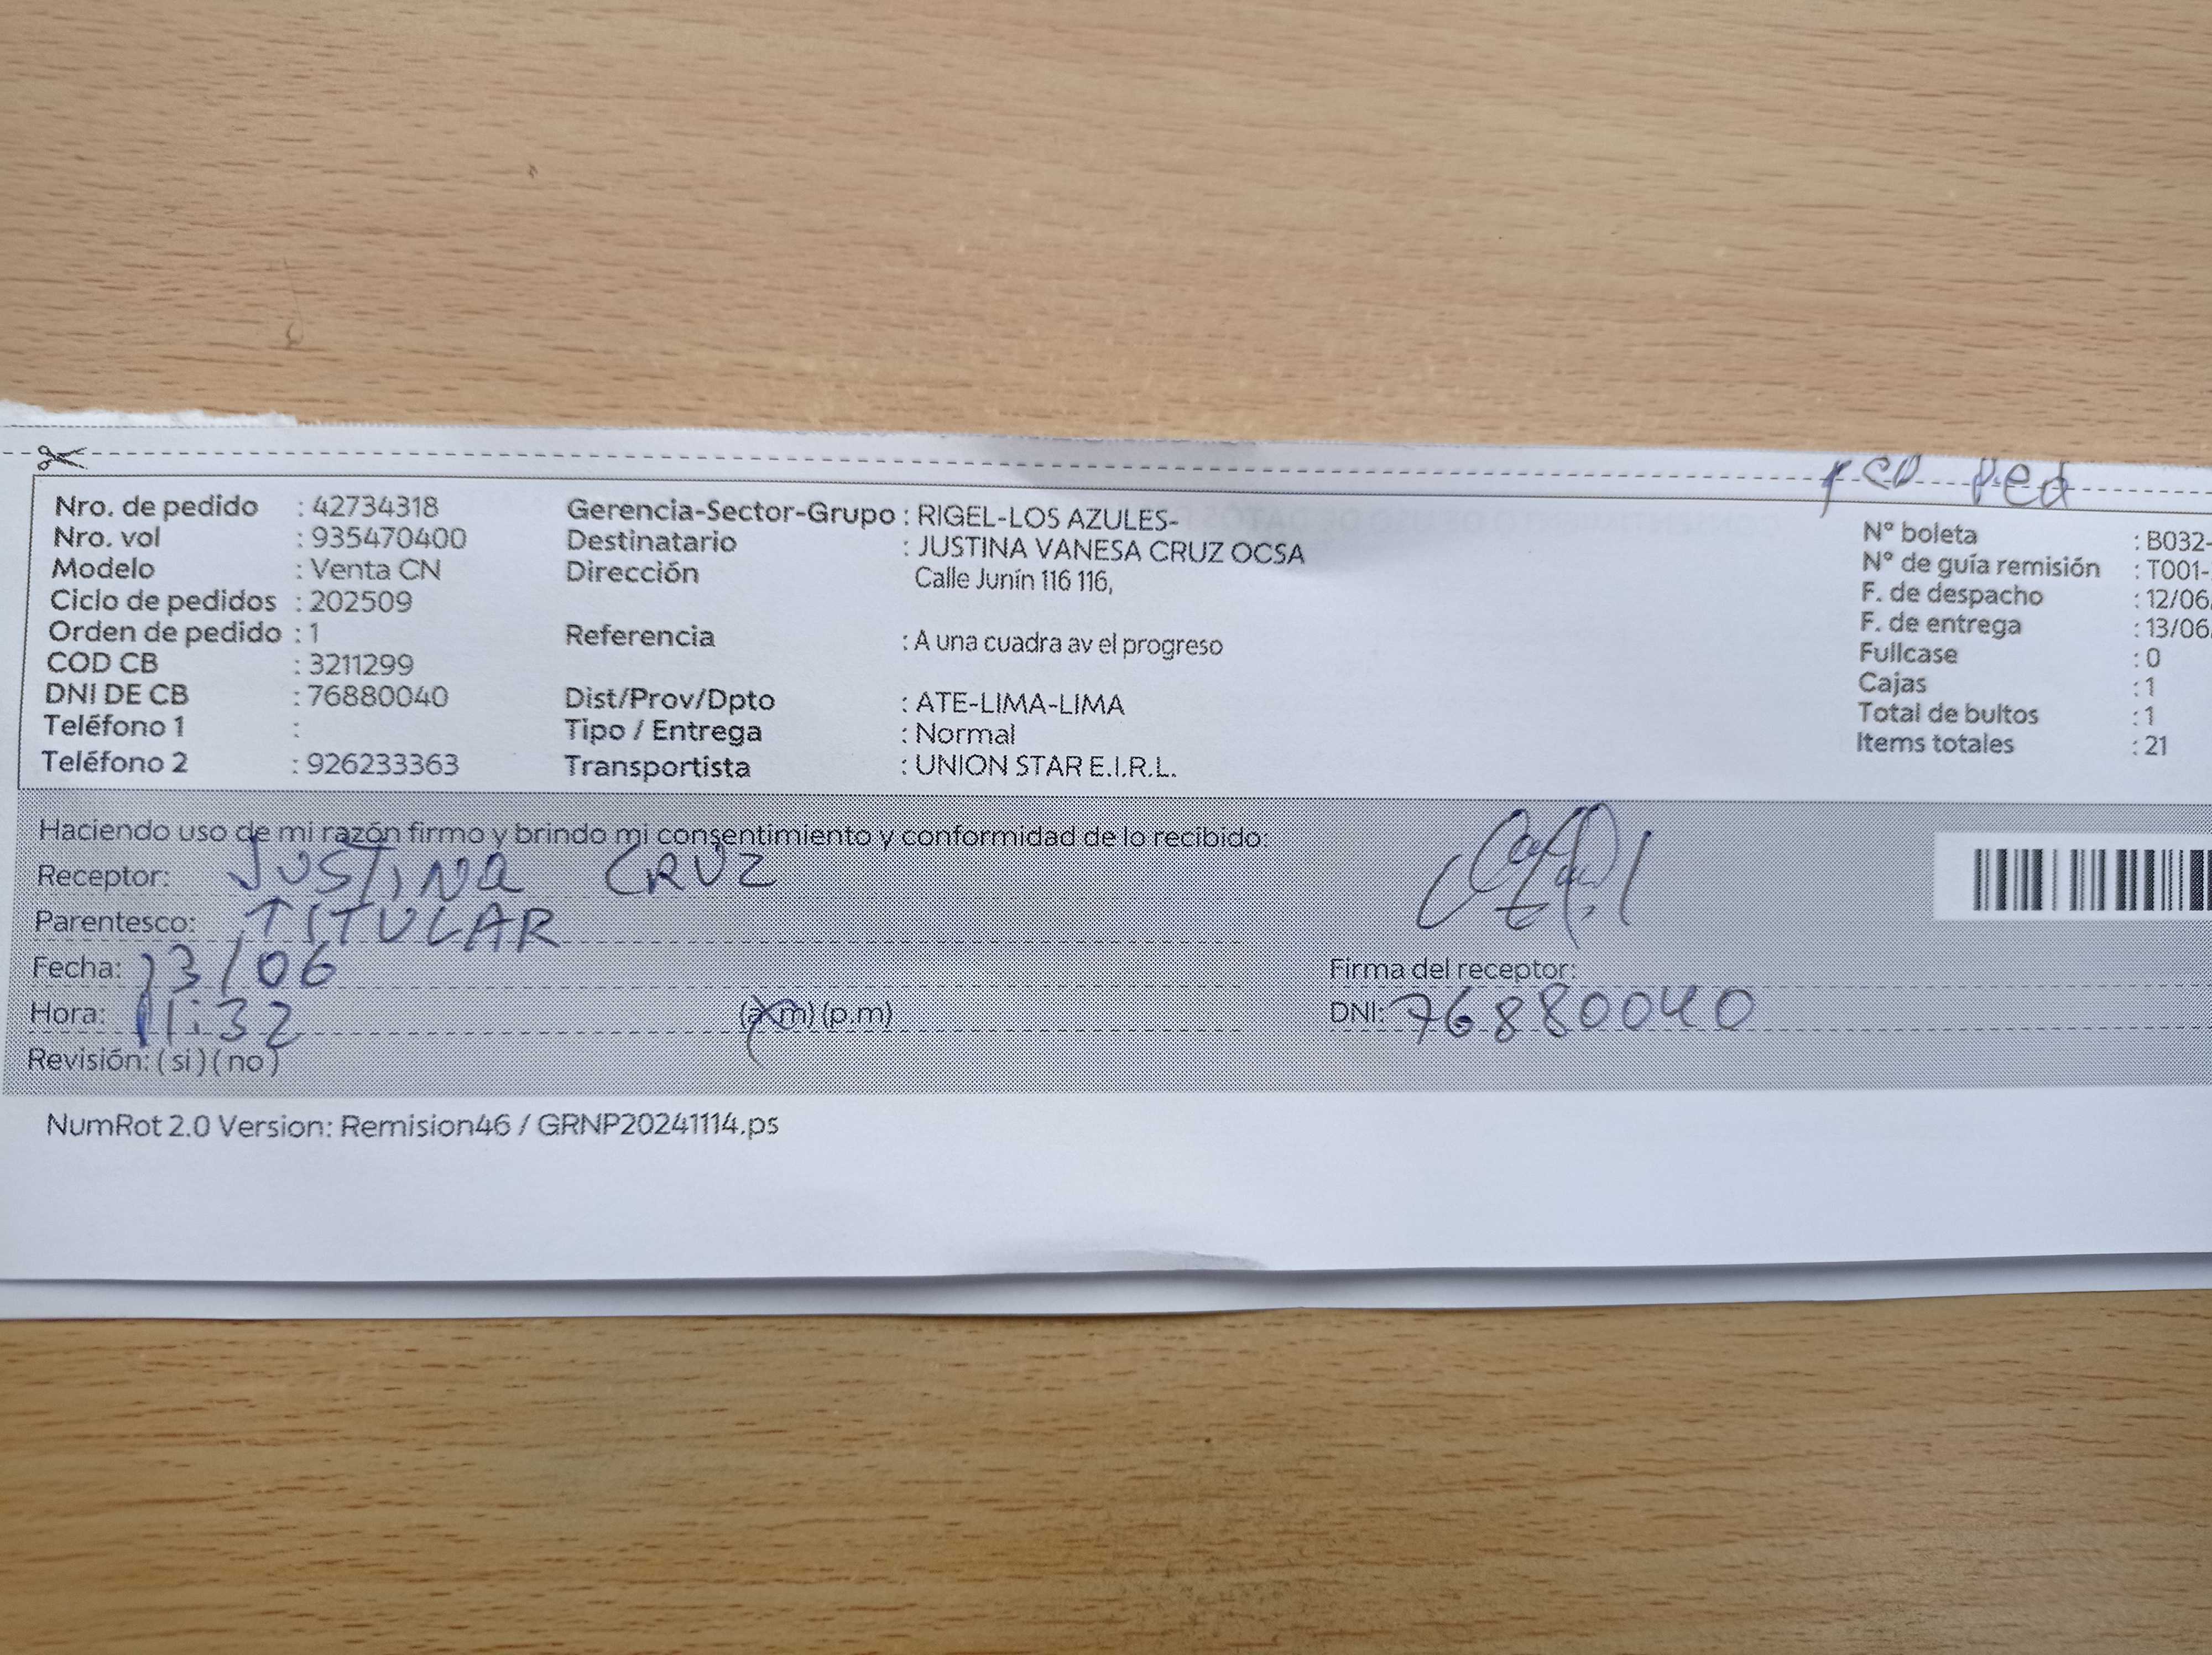 Ped
Nro. de pedido : 42734318
Nro. vol : 935470400
Modelo : Venta CN
Ciclo de pedidos : 202509
Orden de pedido : 1
COD CB : 3211299
DNI DE CB : 76880040
Teléfono 1 :
Teléfono 2 : 926233363
Gerencia-Sector-Grupo : RIGEL-LOS AZULES-
Destinatario : JUSTINA VANESA CRUZ OCSA
Dirección Calle Junín 116 116,
Referencia : A una cuadra av el progreso
Dist/Prov/Dpto : ATE-LIMA-LIMA
Tipo / Entrega : Normal
Transportista : UNION STAR E.I.R.L.
N° boleta : B032-
N° de guía remisión : T001-
F. de despacho : 12/06
F. de entrega : 13/06
Fullcase : 0
Cajas : 1
Total de bultos : 1
Items totales : 21
Haciendo uso de mi razón firmo y brindo mi consentimiento y conformidad de lo recibido:
Receptor: JUSTINA CRUZ
Parentesco: TITULAR
Fecha: 13/06
Hora: 11:32 (a.m) (p.m)
Revisión: ( si ) ( no )
Firma del receptor:
DNI: 76880040
NumRot 2.0 Version: Remision46 / GRNP20241114.ps